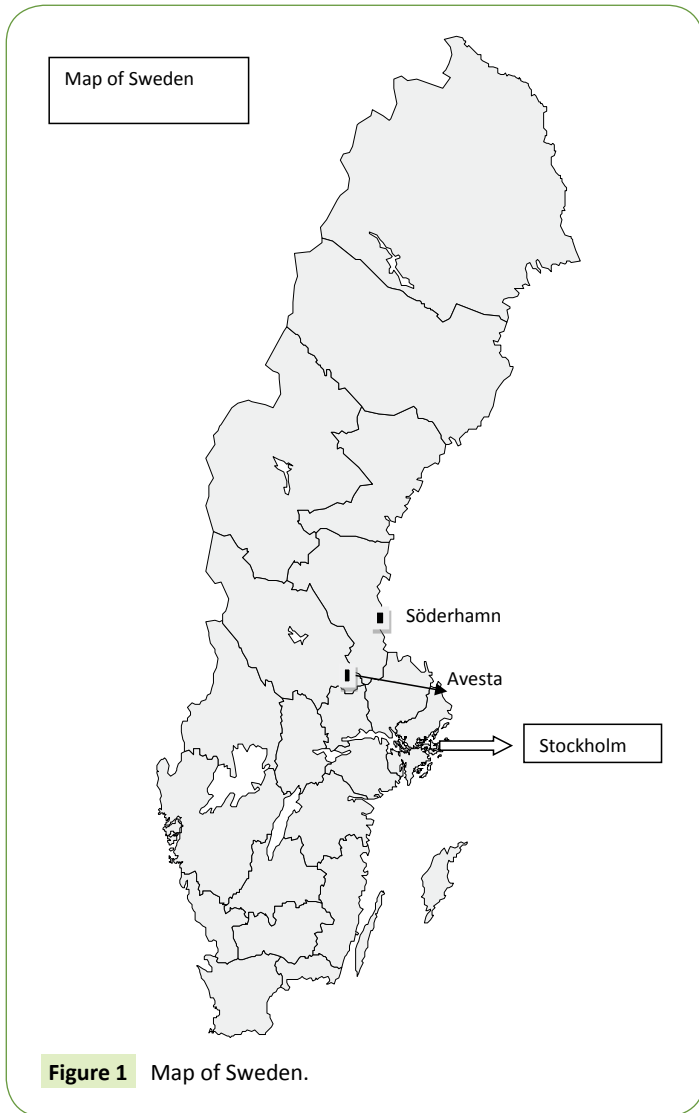 Map of Sweden
Söderhamn
Avesta
Stockholm
Figure 1 Map of Sweden.